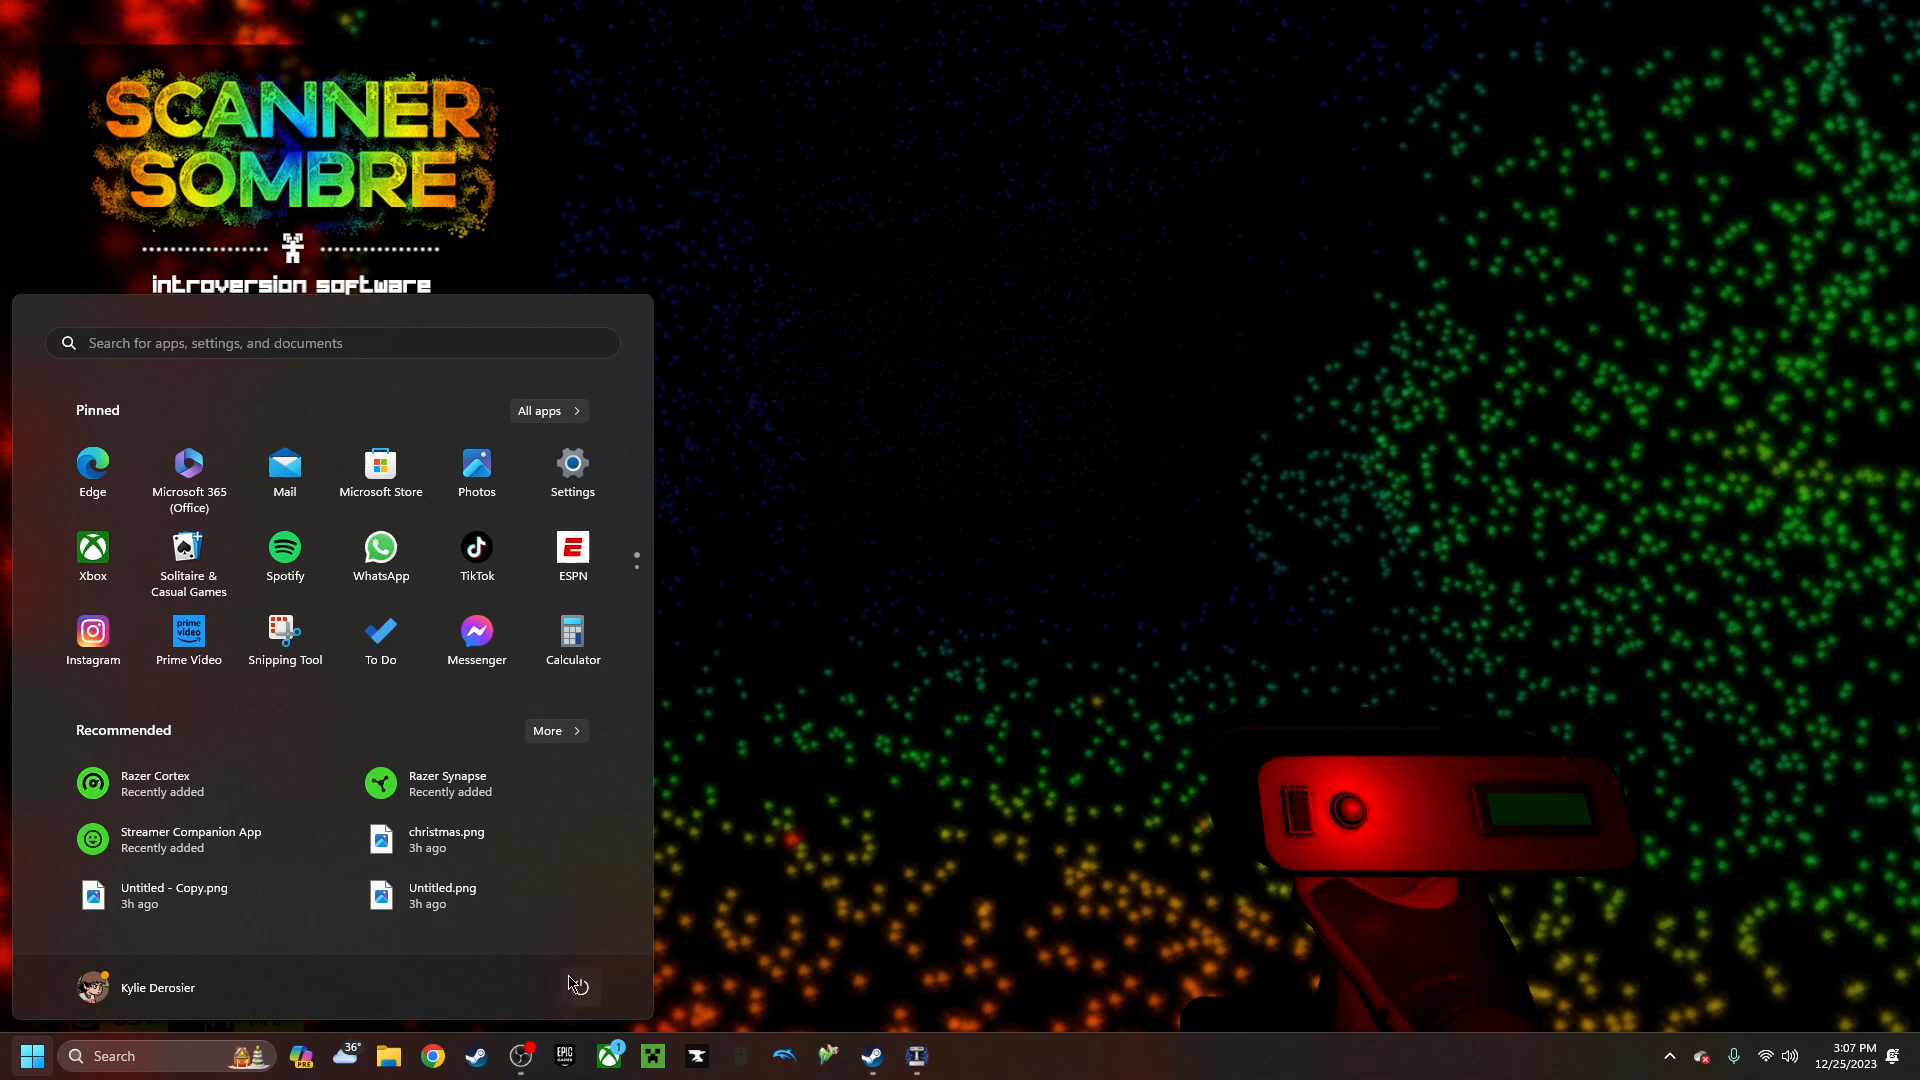 SCANNER
SOMBRE
introversion software
Search for apps, settings, and documents
Pinned
All apps
Edge
Microsoft 365
(Office)
Mail
Microsoft Store
Photos
Settings
Xbox
Solitaire &
Casual Games
Spotify
WhatsApp
TikTok
ESPN
prime
video
Instagram
Prime Video
Snipping Tool
To Do
Messenger
Calculator
Recommended
More
Razer Cortex
Recently added
Razer Synapse
Recently added
Streamer Companion App
Recently added
christmas.png
3h ago
Untitled - Copy.png
3h ago
Untitled.png
3h ago
Kylie Derosier
Search
PRE
36°
EPIC
GAMES
1
3:07 PM
12/25/2023